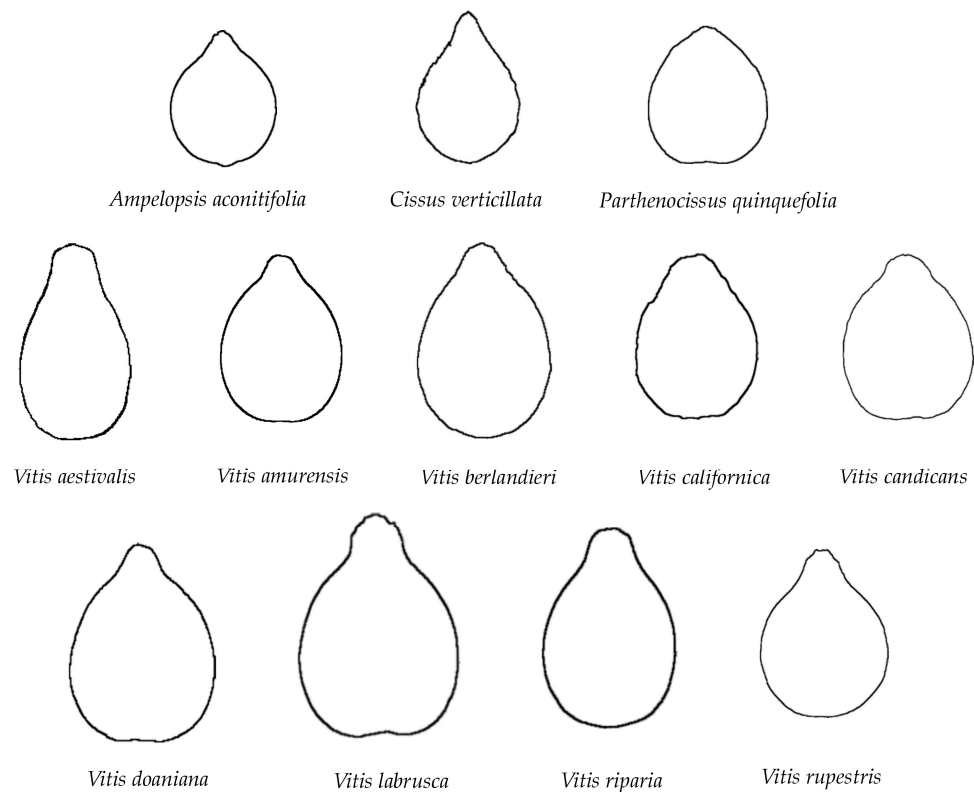 Ampelopsis aconitifolia
Cissus verticillata
Parthenocissus quinquefolia
Vitis aestivalis
Vitis amurensis
Vitis berlandieri
Vitis californica
Vitis candicans
Vitis doaniana
Vitis labrusca
Vitis riparia
Vitis rupestris